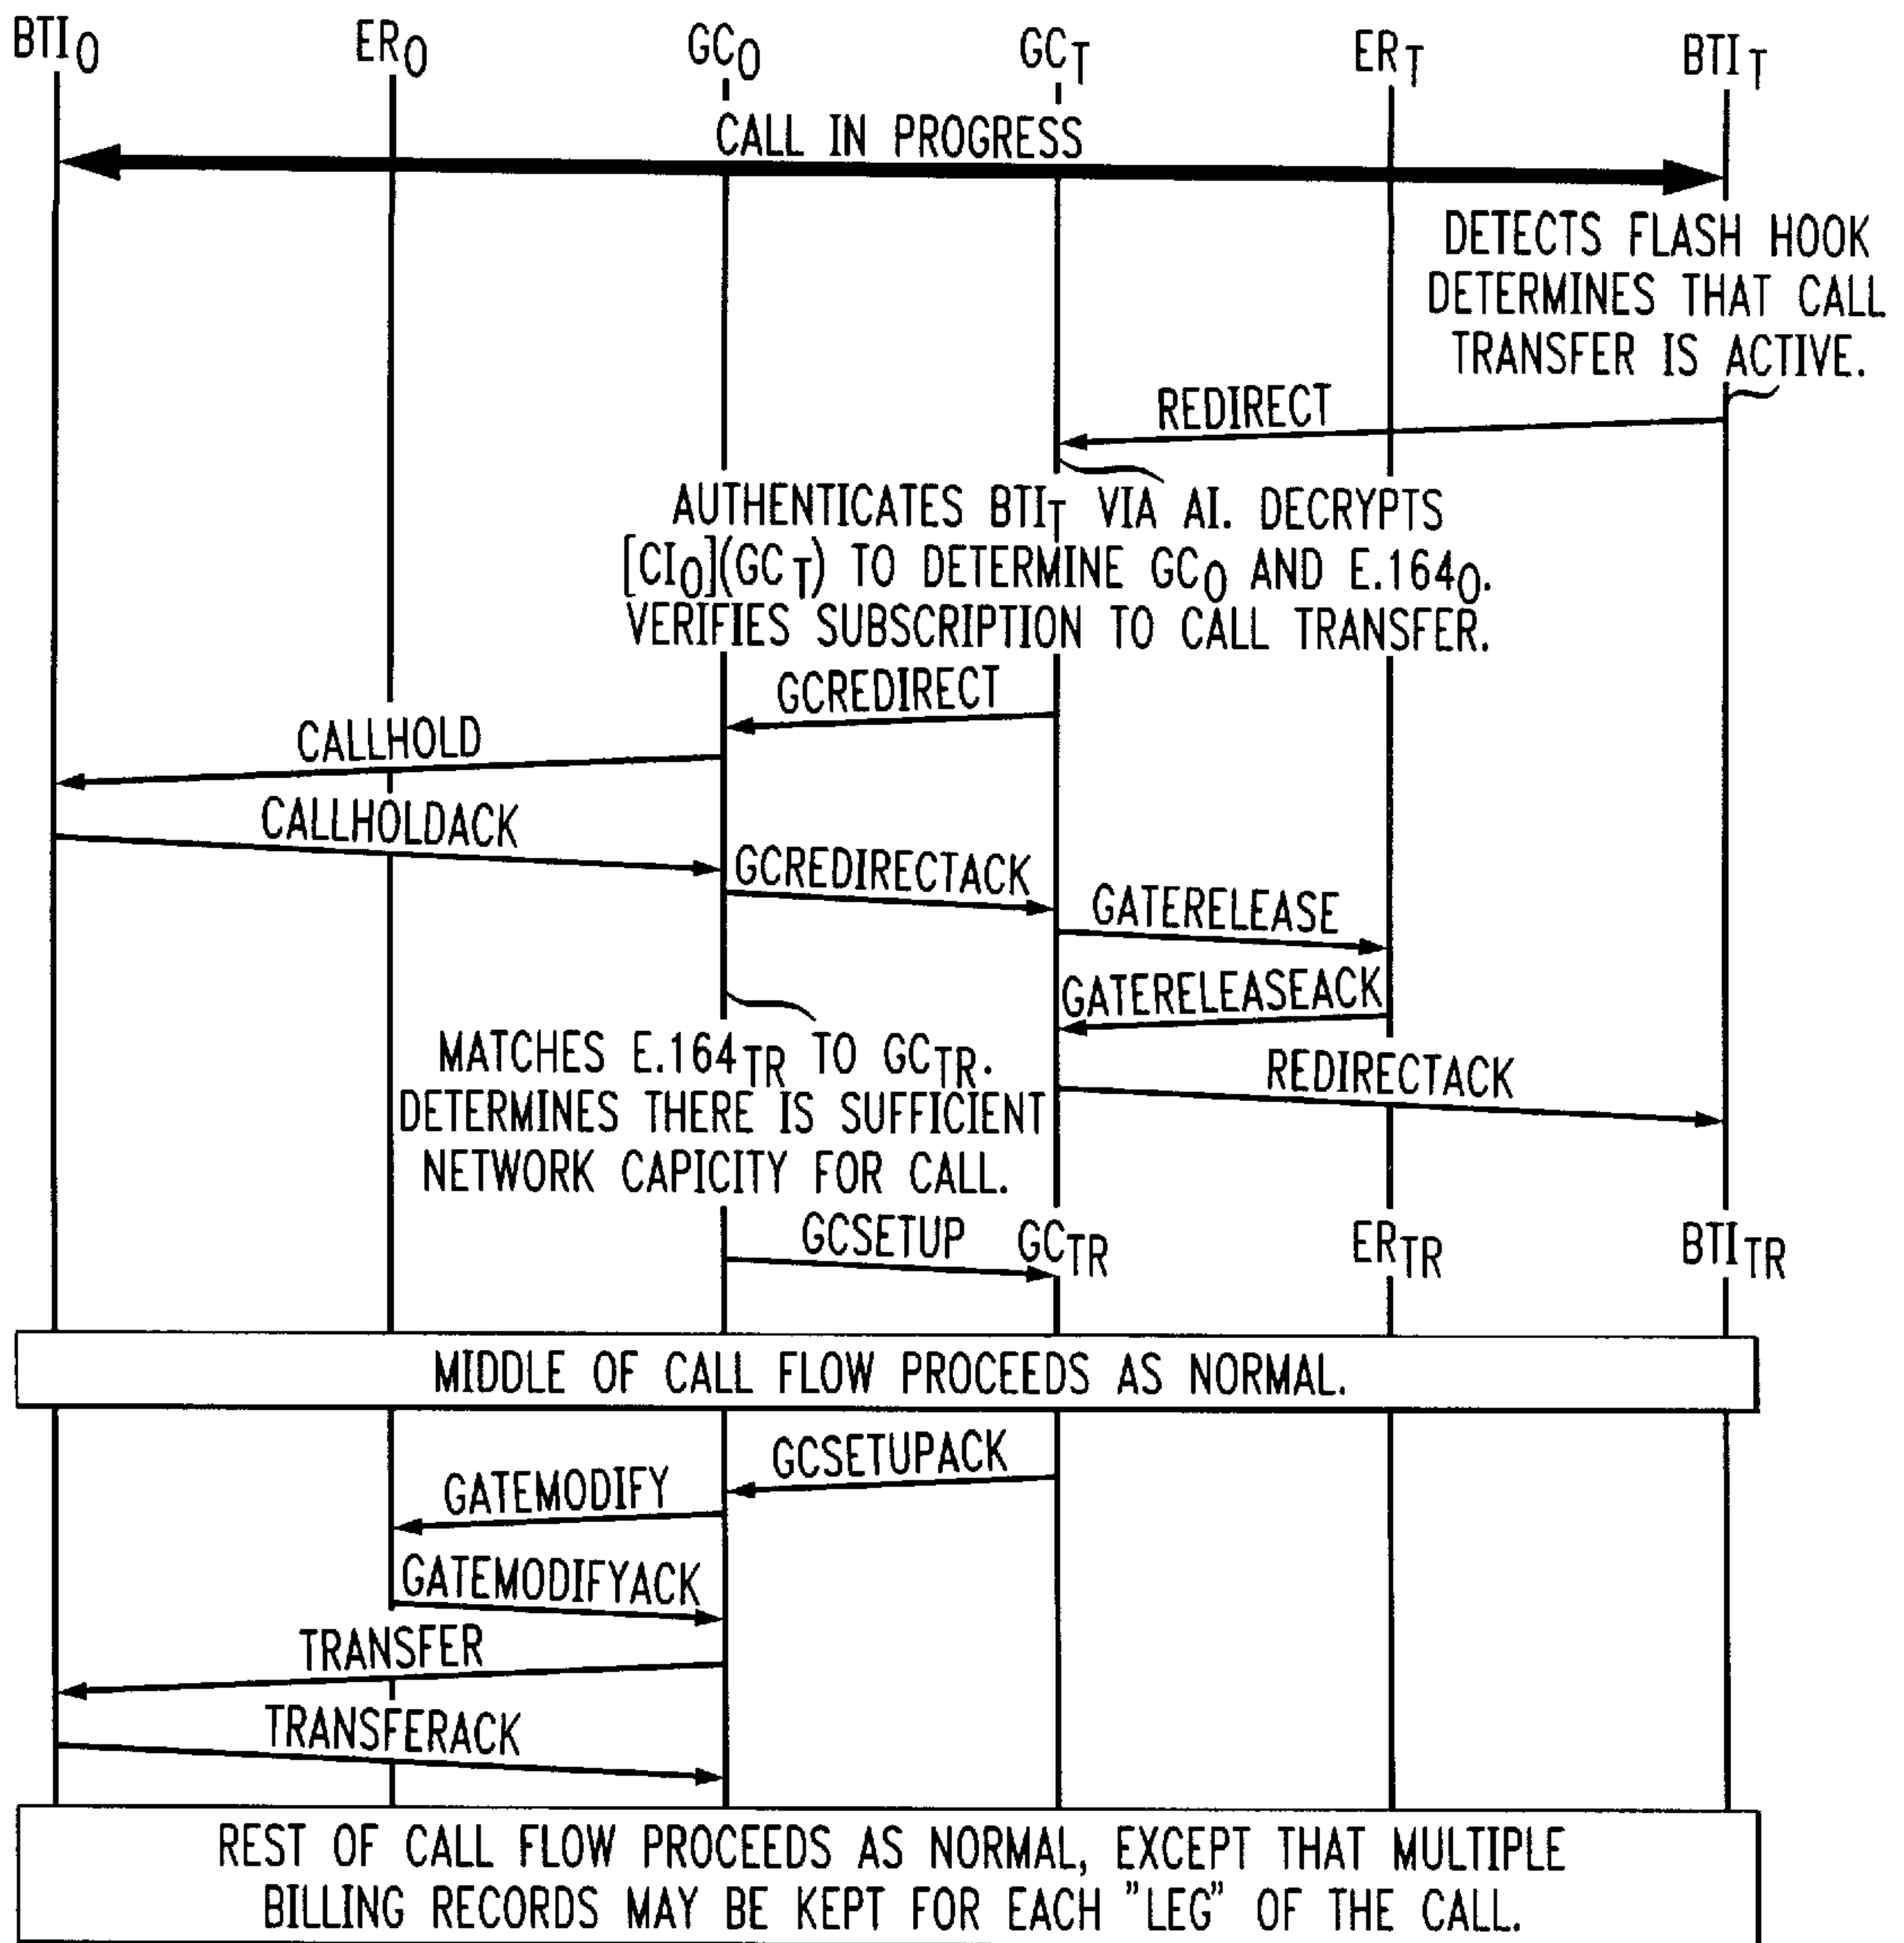 BTIO ERO GCO GCT ERT BTIT
CALL IN PROGRESS
DETECTS FLASH HOOK
DETERMINES THAT CALL
TRANSFER IS ACTIVE.
REDIRECT
AUTHENTICATES BTIT VIA AI. DECRYPTS
[CIO](GCT) TO DETERMINE GCO AND E.164O.
VERIFIES SUBSCRIPTION TO CALL TRANSFER.
GCREDIRECT
CALLHOLD
CALLHOLDACK
GCREDIRECTACK
GATERELEASE
GATERELEASEACK
MATCHES E.164TR TO GCTR.
DETERMINES THERE IS SUFFICIENT
NETWORK CAPICITY FOR CALL.
REDIRECTACK
GCSETUP
GCTR ERTR BTITR
MIDDLE OF CALL FLOW PROCEEDS AS NORMAL.
GCSETUPACK
GATEMODIFY
GATEMODIFYACK
TRANSFER
TRANSFERACK
REST OF CALL FLOW PROCEEDS AS NORMAL, EXCEPT THAT MULTIPLE
BILLING RECORDS MAY BE KEPT FOR EACH "LEG" OF THE CALL.